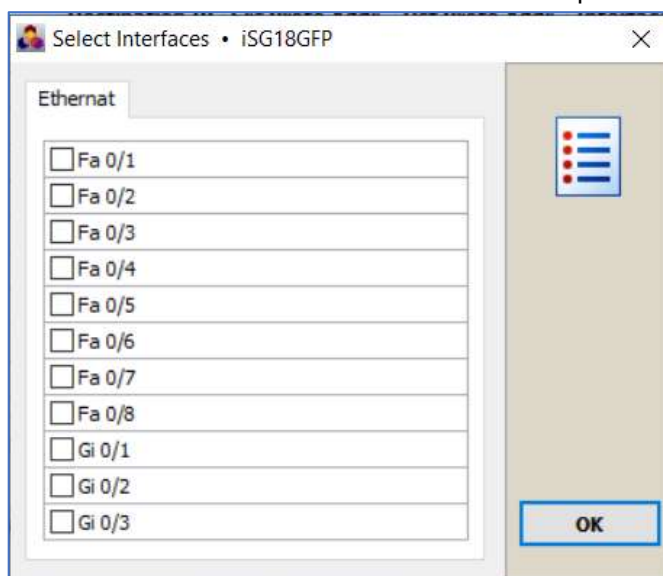 Select Interfaces • iSG18GFP
Ethernat
Fa 0/1
Fa 0/2
Fa 0/3
Fa 0/4
Fa 0/5
Fa 0/6
Fa 0/7
Fa 0/8
Gi 0/1
Gi 0/2
Gi 0/3
OK